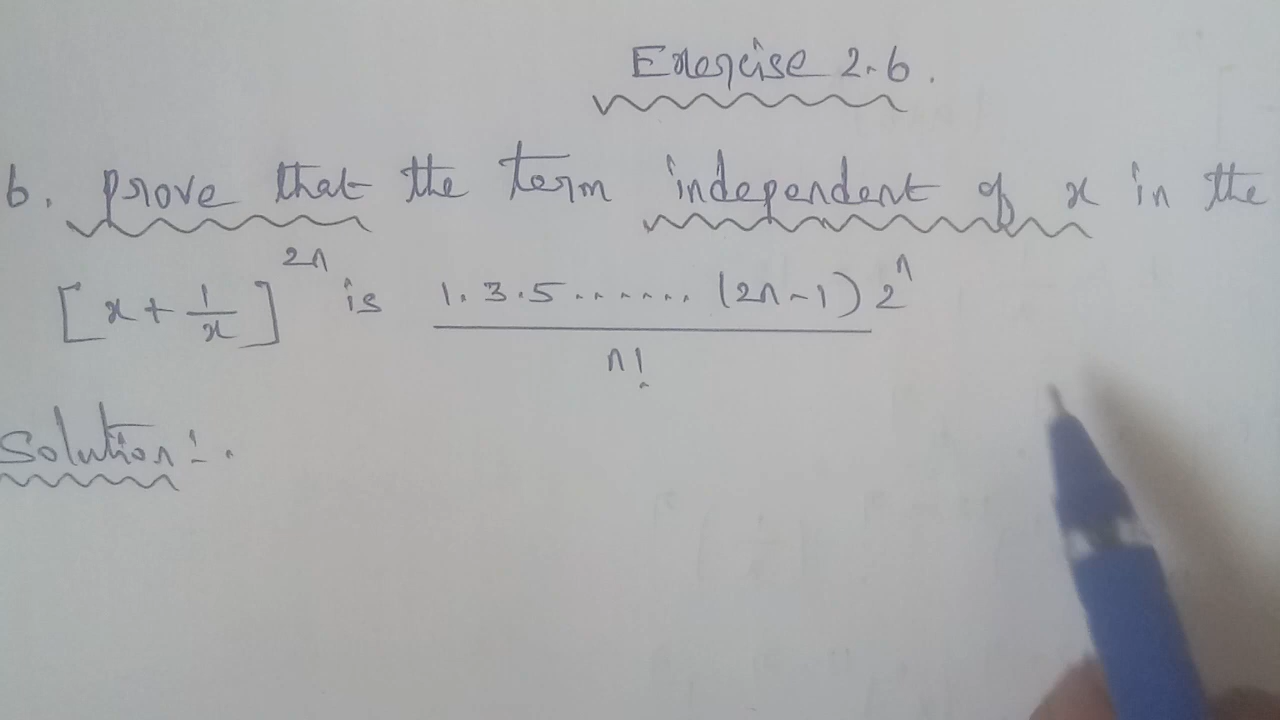 Exercise 2.6.
6. Prove that the term independent of x in the
[x + 1/x]^2n is 1.3.5.......(2n-1) 2^n / n!
Solution:-.